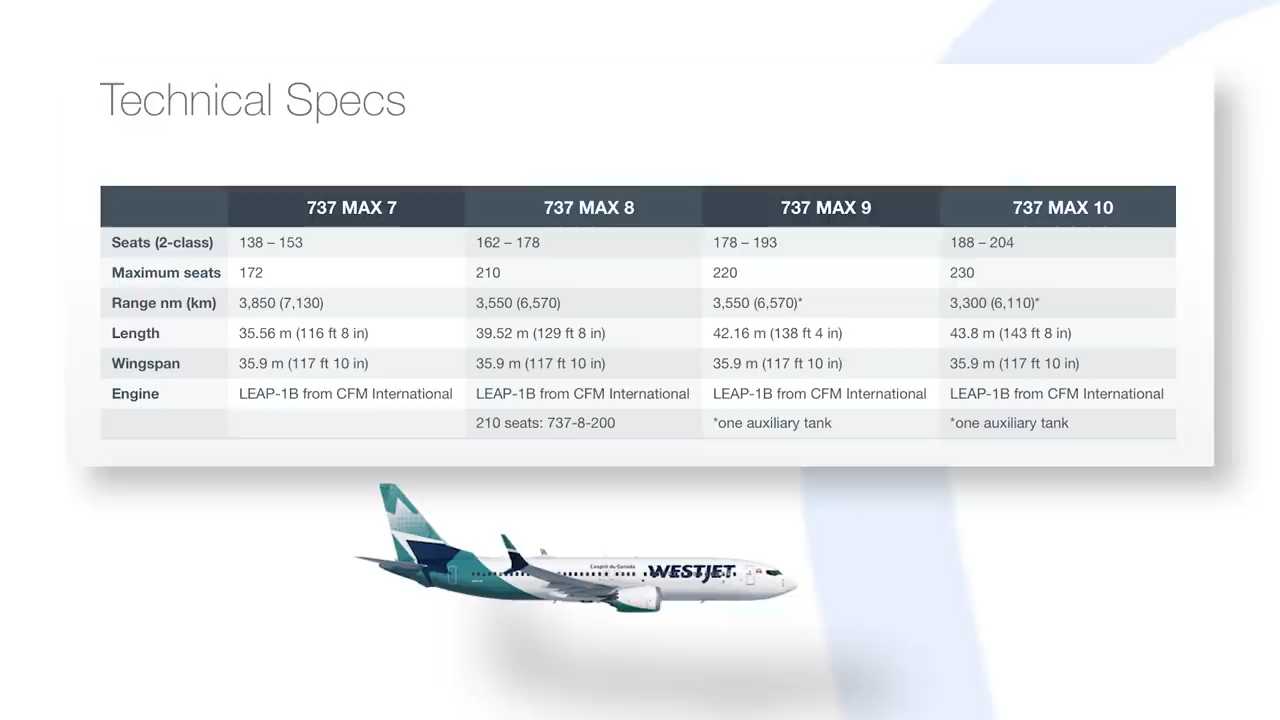 Technical Specs
737 MAX 7 737 MAX 8 737 MAX 9 737 MAX 10
Seats (2-class) 138 – 153 162 – 178 178 – 193 188 – 204
Maximum seats 172 210 220 230
Range nm (km) 3,850 (7,130) 3,550 (6,570) 3,550 (6,570)* 3,300 (6,110)*
Length 35.56 m (116 ft 8 in) 39.52 m (129 ft 8 in) 42.16 m (138 ft 4 in) 43.8 m (143 ft 8 in)
Wingspan 35.9 m (117 ft 10 in) 35.9 m (117 ft 10 in) 35.9 m (117 ft 10 in) 35.9 m (117 ft 10 in)
Engine LEAP-1B from CFM International LEAP-1B from CFM International LEAP-1B from CFM International LEAP-1B from CFM International
210 seats: 737-8-200 *one auxiliary tank *one auxiliary tank
L'esprit du Canada
WESTJET